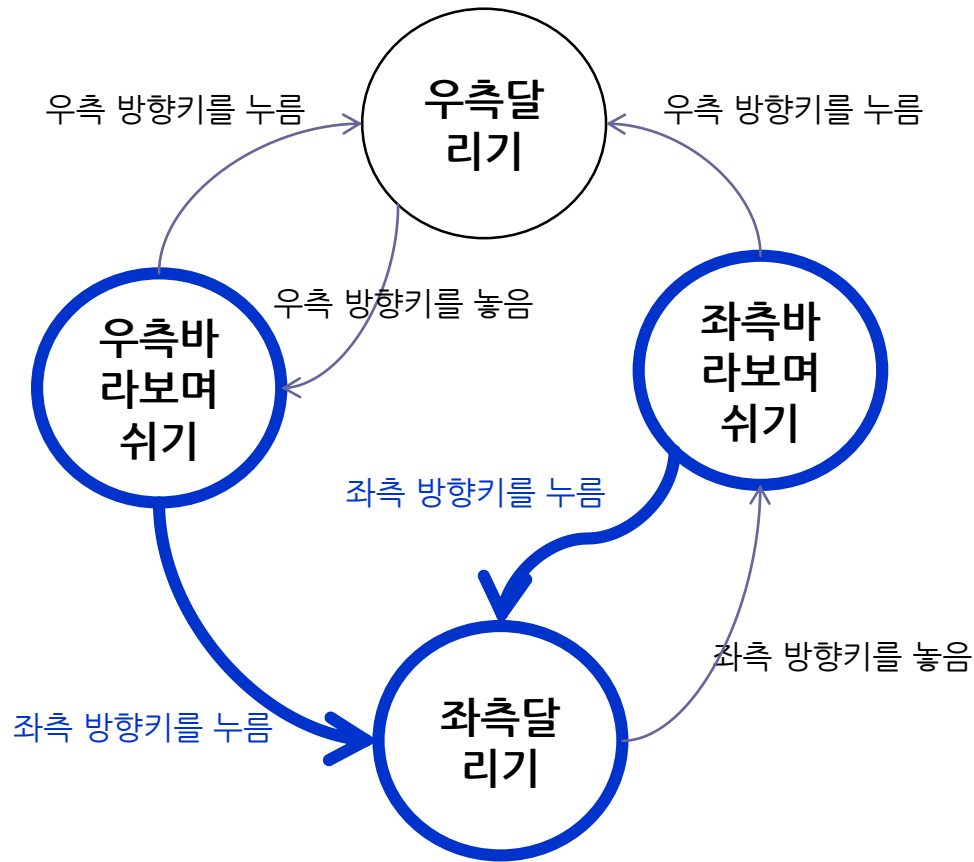 우측달
리기
우측 방향키를 누름
우측 방향키를 누름
우측 방향키를 놓음
우측바
라보며
쉬기
좌측바
라보며
쉬기
좌측 방향키를 누름
좌측 방향키를 놓음
좌측 방향키를 누름
좌측달
리기